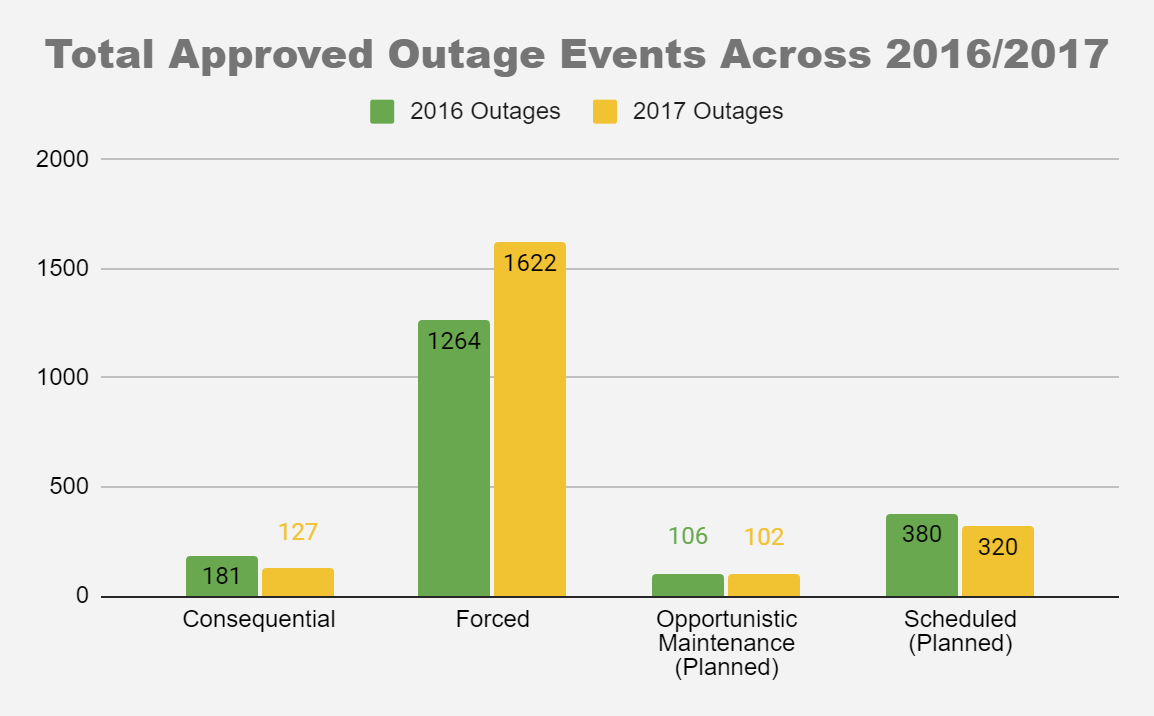 Total Approved Outage Events Across 2016/2017
2016 Outages
2017 Outages
2000
1500
1000
500
0
181
127
1264
1622
106
102
380
320
Consequential
Forced
Opportunistic
Maintenance
(Planned)
Scheduled
(Planned)